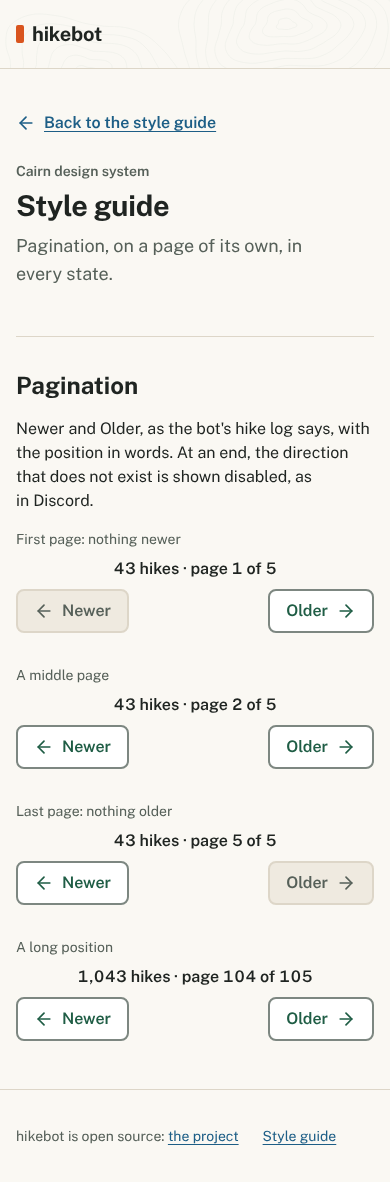 hikebot
Back to the style guide
Cairn design system
Style guide
Pagination, on a page of its own, in
every state.
Pagination
Newer and Older, as the bot's hike log says, with
the position in words. At an end, the direction
that does not exist is shown disabled, as
in Discord.
First page: nothing newer
43 hikes · page 1 of 5
Newer Older
A middle page
43 hikes · page 2 of 5
Newer Older
Last page: nothing older
43 hikes · page 5 of 5
Newer Older
A long position
1,043 hikes · page 104 of 105
Newer Older
hikebot is open source: the project Style guide